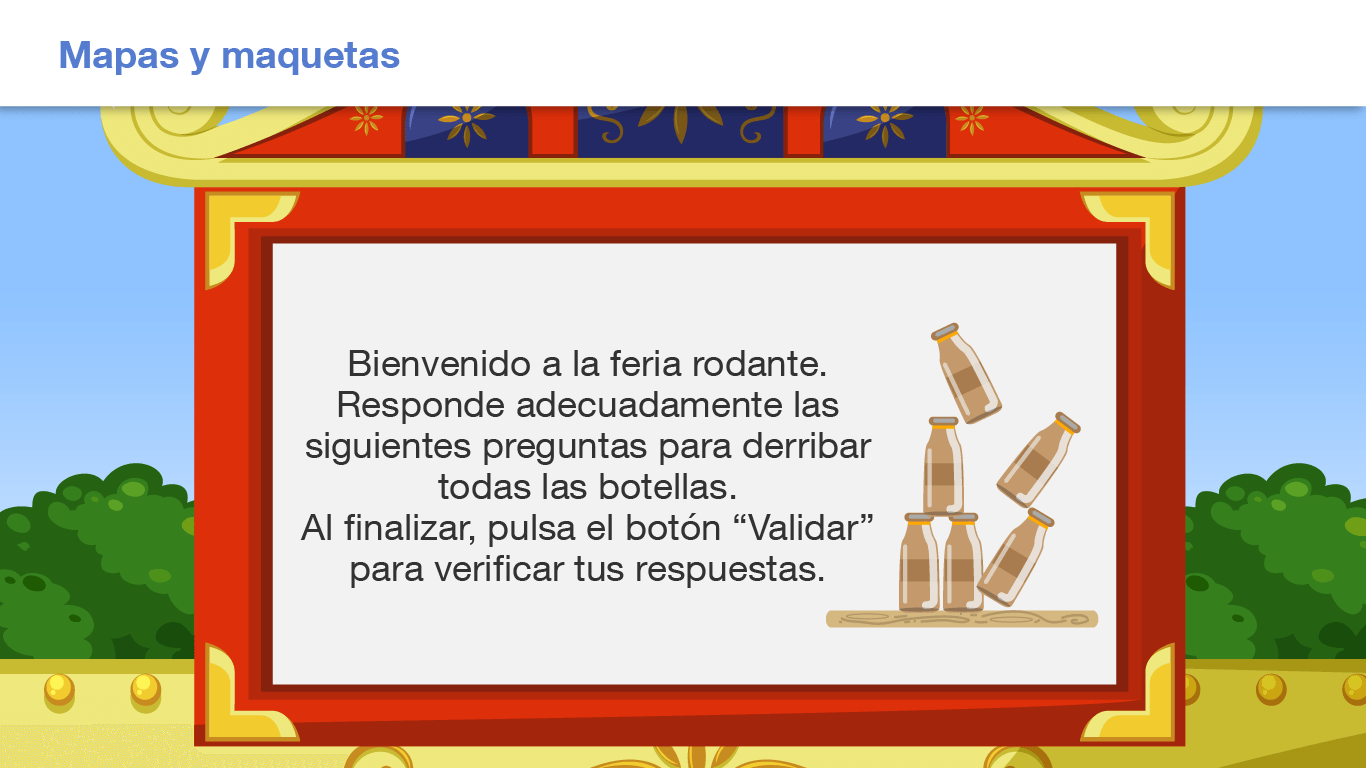 Mapas y maquetas
Bienvenido a la feria rodante.
Responde adecuadamente las
siguientes preguntas para derribar
todas las botellas.
Al finalizar, pulsa el botón “Validar”
para verificar tus respuestas.